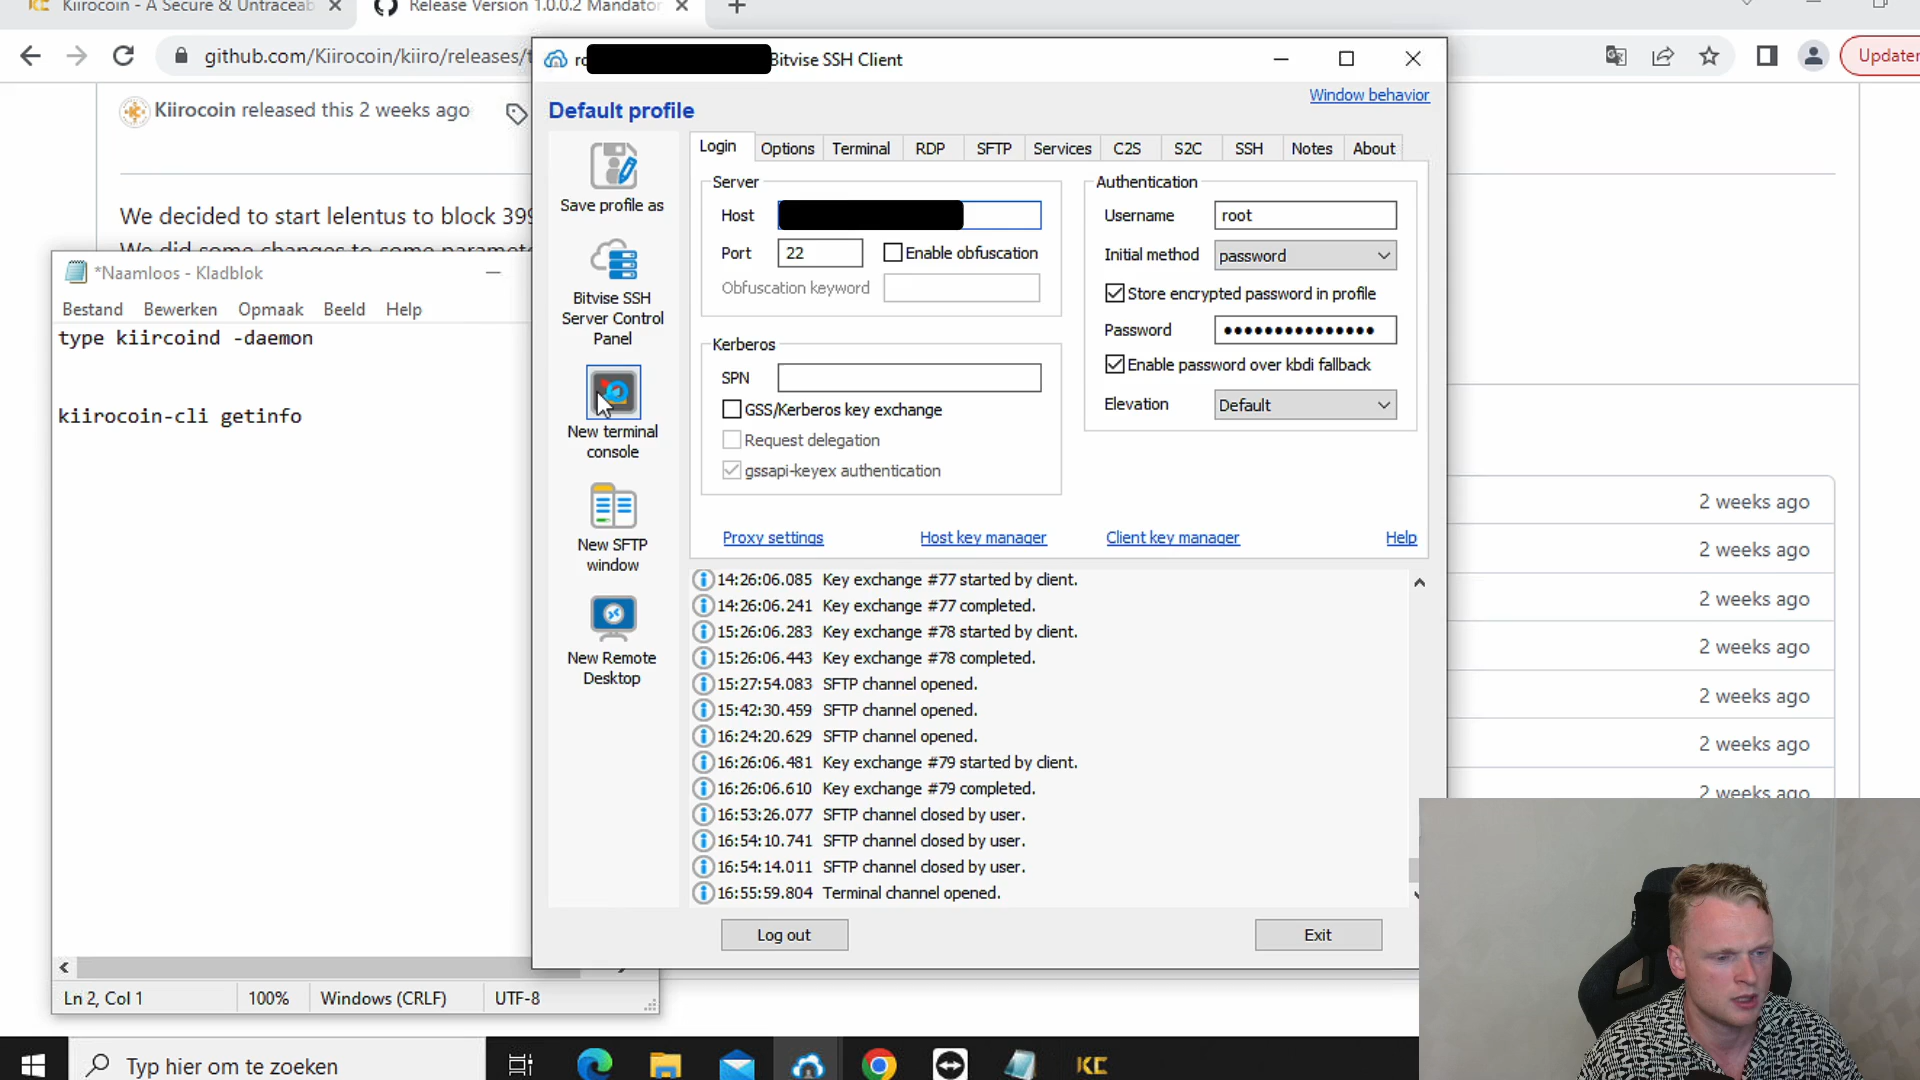 Kiirocoin - A Secure & Untraceab
Release Version 1.0.0.2 Mandator
github.com/Kiirocoin/kiiro/releases/
Updaten
Kiirocoin released this 2 weeks ago
We decided to start lelentus to block 399
We did some changes to some paramet
*Naamloos - Kladblok
Bestand Bewerken Opmaak Beeld Help
type kiircoind -daemon
kiirocoin-cli getinfo
Ln 2, Col 1 100% Windows (CRLF) UTF-8
Bitvise SSH Client
Default profile
Window behavior
Save profile as
Bitvise SSH
Server Control
Panel
New terminal
console
New SFTP
window
New Remote
Desktop
Login Options Terminal RDP SFTP Services C2S S2C SSH Notes About
Server
Host
Port 22 Enable obfuscation
Obfuscation keyword
Kerberos
SPN
GSS/Kerberos key exchange
Request delegation
gssapi-keyex authentication
Authentication
Username root
Initial method password
Store encrypted password in profile
Password •••••••••••••••
Enable password over kbdi fallback
Elevation Default
Proxy settings Host key manager Client key manager Help
14:26:06.085 Key exchange #77 started by client.
14:26:06.241 Key exchange #77 completed.
15:26:06.283 Key exchange #78 started by client.
15:26:06.443 Key exchange #78 completed.
15:27:54.083 SFTP channel opened.
15:42:30.459 SFTP channel opened.
16:24:20.629 SFTP channel opened.
16:26:06.481 Key exchange #79 started by client.
16:26:06.610 Key exchange #79 completed.
16:53:26.077 SFTP channel closed by user.
16:54:10.741 SFTP channel closed by user.
16:54:14.011 SFTP channel closed by user.
16:55:59.804 Terminal channel opened.
Log out Exit
2 weeks ago
2 weeks ago
2 weeks ago
2 weeks ago
2 weeks ago
2 weeks ago
2 weeks ago
Typ hier om te zoeken
KC